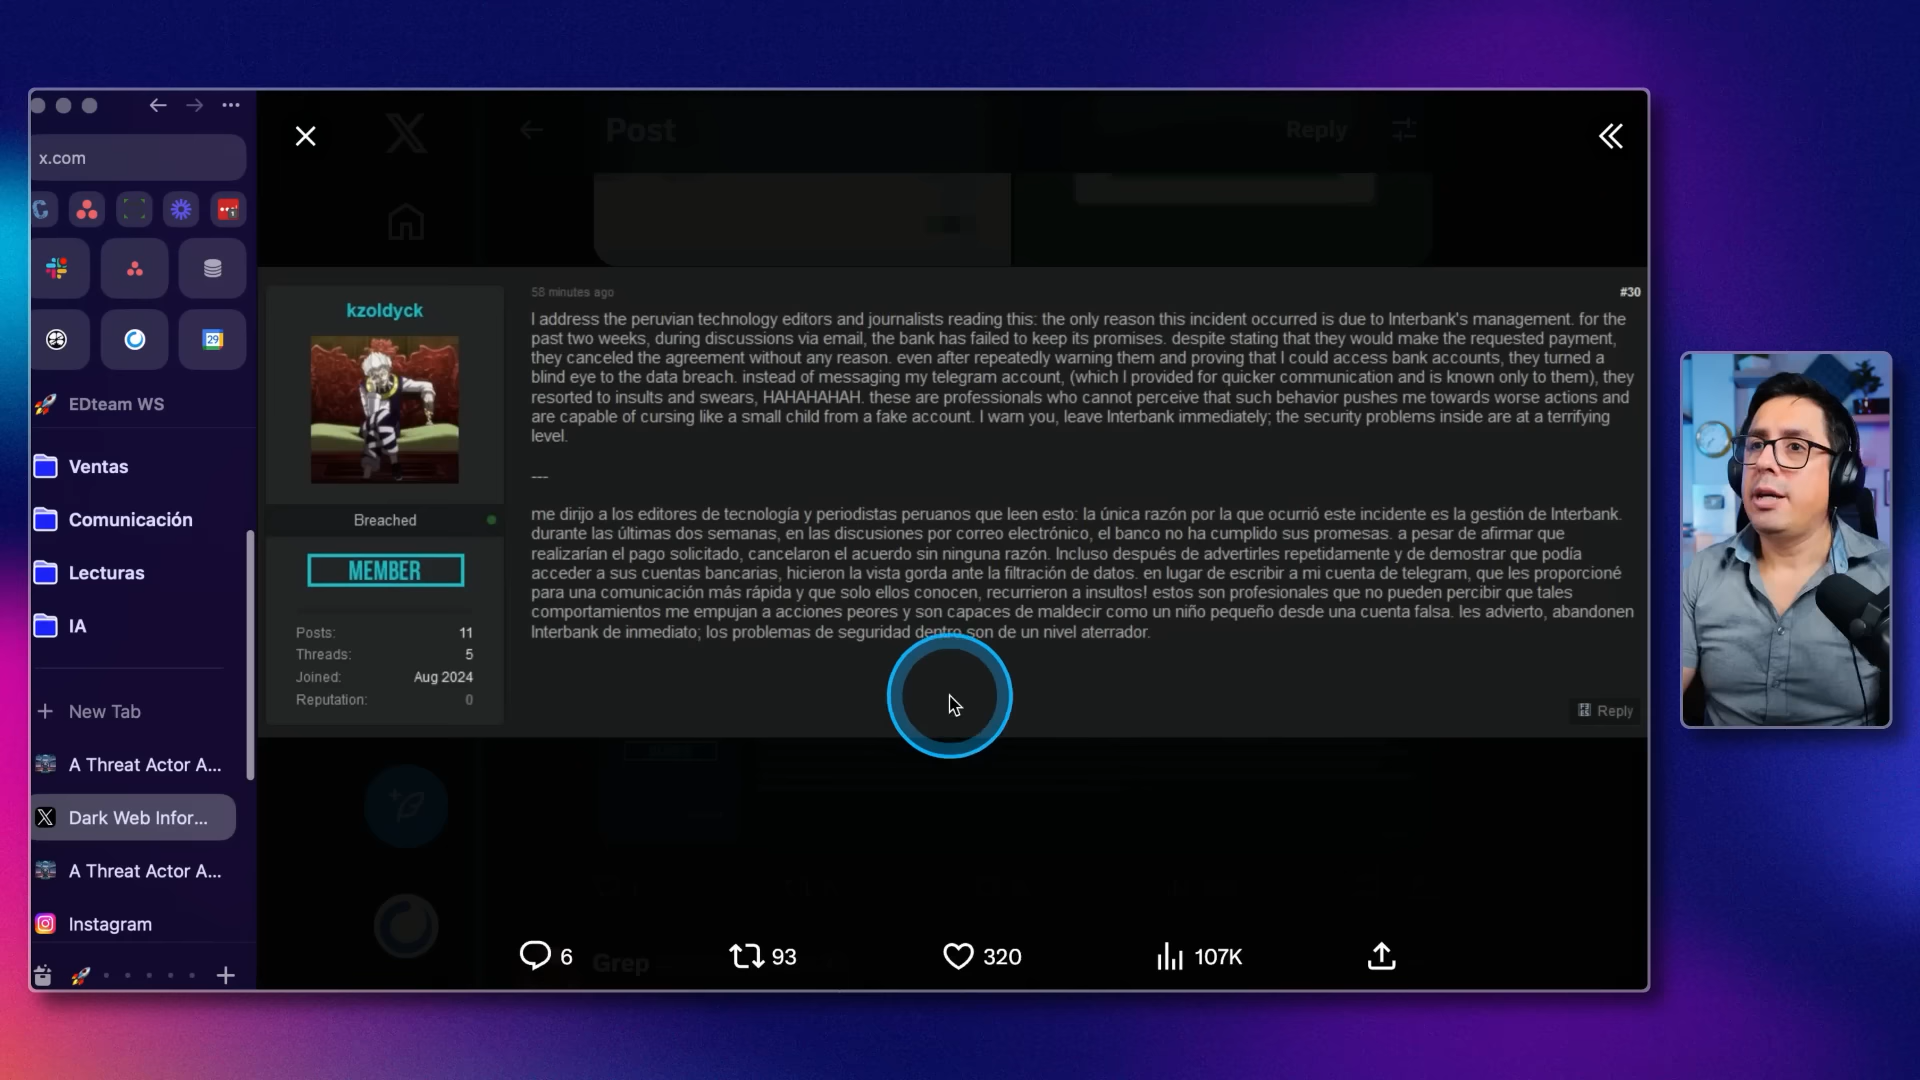 x.com
EDteam WS
Ventas
Comunicación
Lecturas
IA
New Tab
A Threat Actor A...
Dark Web Infor...
A Threat Actor A...
Instagram
29
Post
Reply
kzoldyck
Breached
MEMBER
Posts: 11
Threads: 5
Joined: Aug 2024
Reputation: 0
58 minutes ago
#30
I address the peruvian technology editors and journalists reading this: the only reason this incident occurred is due to Interbank's management. for the
past two weeks, during discussions via email, the bank has failed to keep its promises. despite stating that they would make the requested payment,
they canceled the agreement without any reason. even after repeatedly warning them and proving that I could access bank accounts, they turned a
blind eye to the data breach. instead of messaging my telegram account, (which I provided for quicker communication and is known only to them), they
resorted to insults and swears, HAHAHAHAH. these are professionals who cannot perceive that such behavior pushes me towards worse actions and
are capable of cursing like a small child from a fake account. I warn you, leave Interbank immediately; the security problems inside are at a terrifying
level.
---
me dirijo a los editores de tecnología y periodistas peruanos que leen esto: la única razón por la que ocurrió este incidente es la gestión de Interbank.
durante las últimas dos semanas, en las discusiones por correo electrónico, el banco no ha cumplido sus promesas. a pesar de afirmar que
realizarían el pago solicitado, cancelaron el acuerdo sin ninguna razón. Incluso después de advertirles repetidamente y de demostrar que podía
acceder a sus cuentas bancarias, hicieron la vista gorda ante la filtración de datos. en lugar de escribir a mi cuenta de telegram, que les proporcioné
para una comunicación más rápida y que solo ellos conocen, recurrieron a insultos! estos son profesionales que no pueden percibir que tales
comportamientos me empujan a acciones peores y son capaces de maldecir como un niño pequeño desde una cuenta falsa. les advierto, abandonen
Interbank de inmediato; los problemas de seguridad dentro son de un nivel aterrador.
Reply
Grep
6
93
320
107K